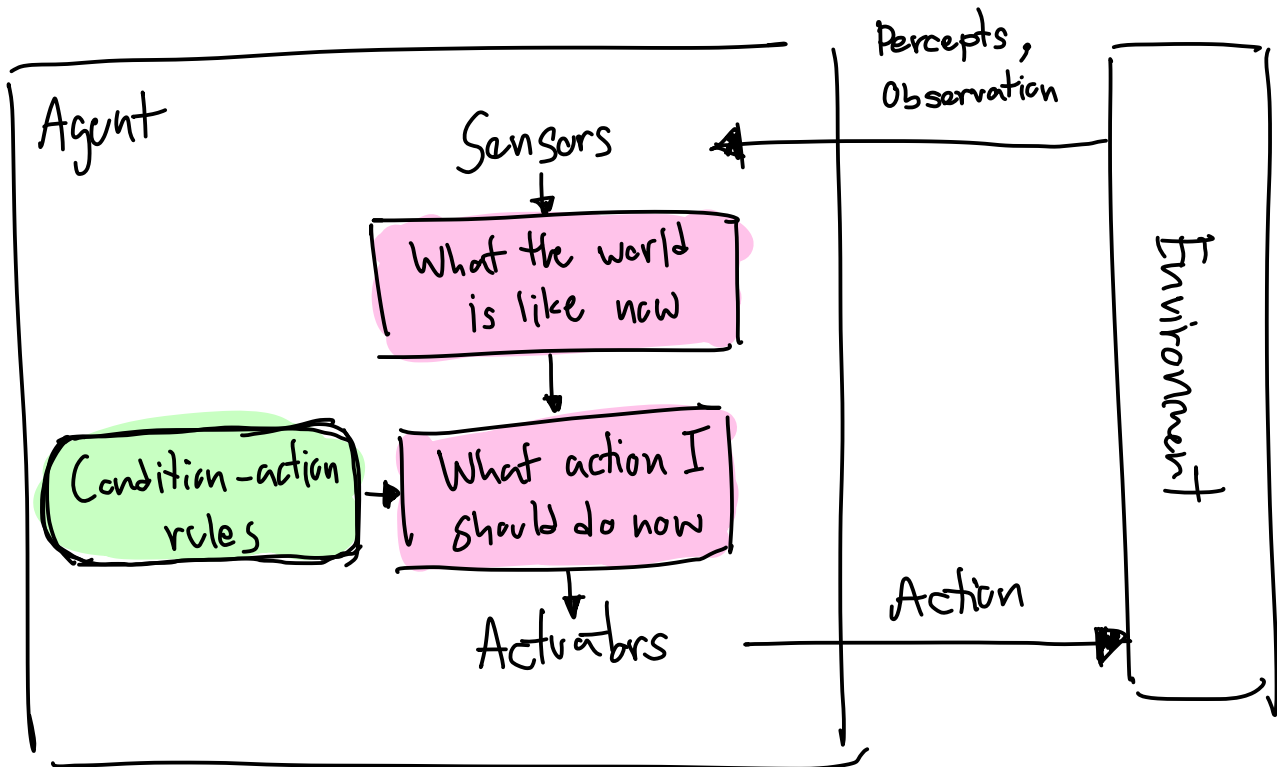 Percepts,
Observation
Agent
Sensors
What the world
is like now
Condition-action
rules
What action I
should do now
Actuators
Action
Environment